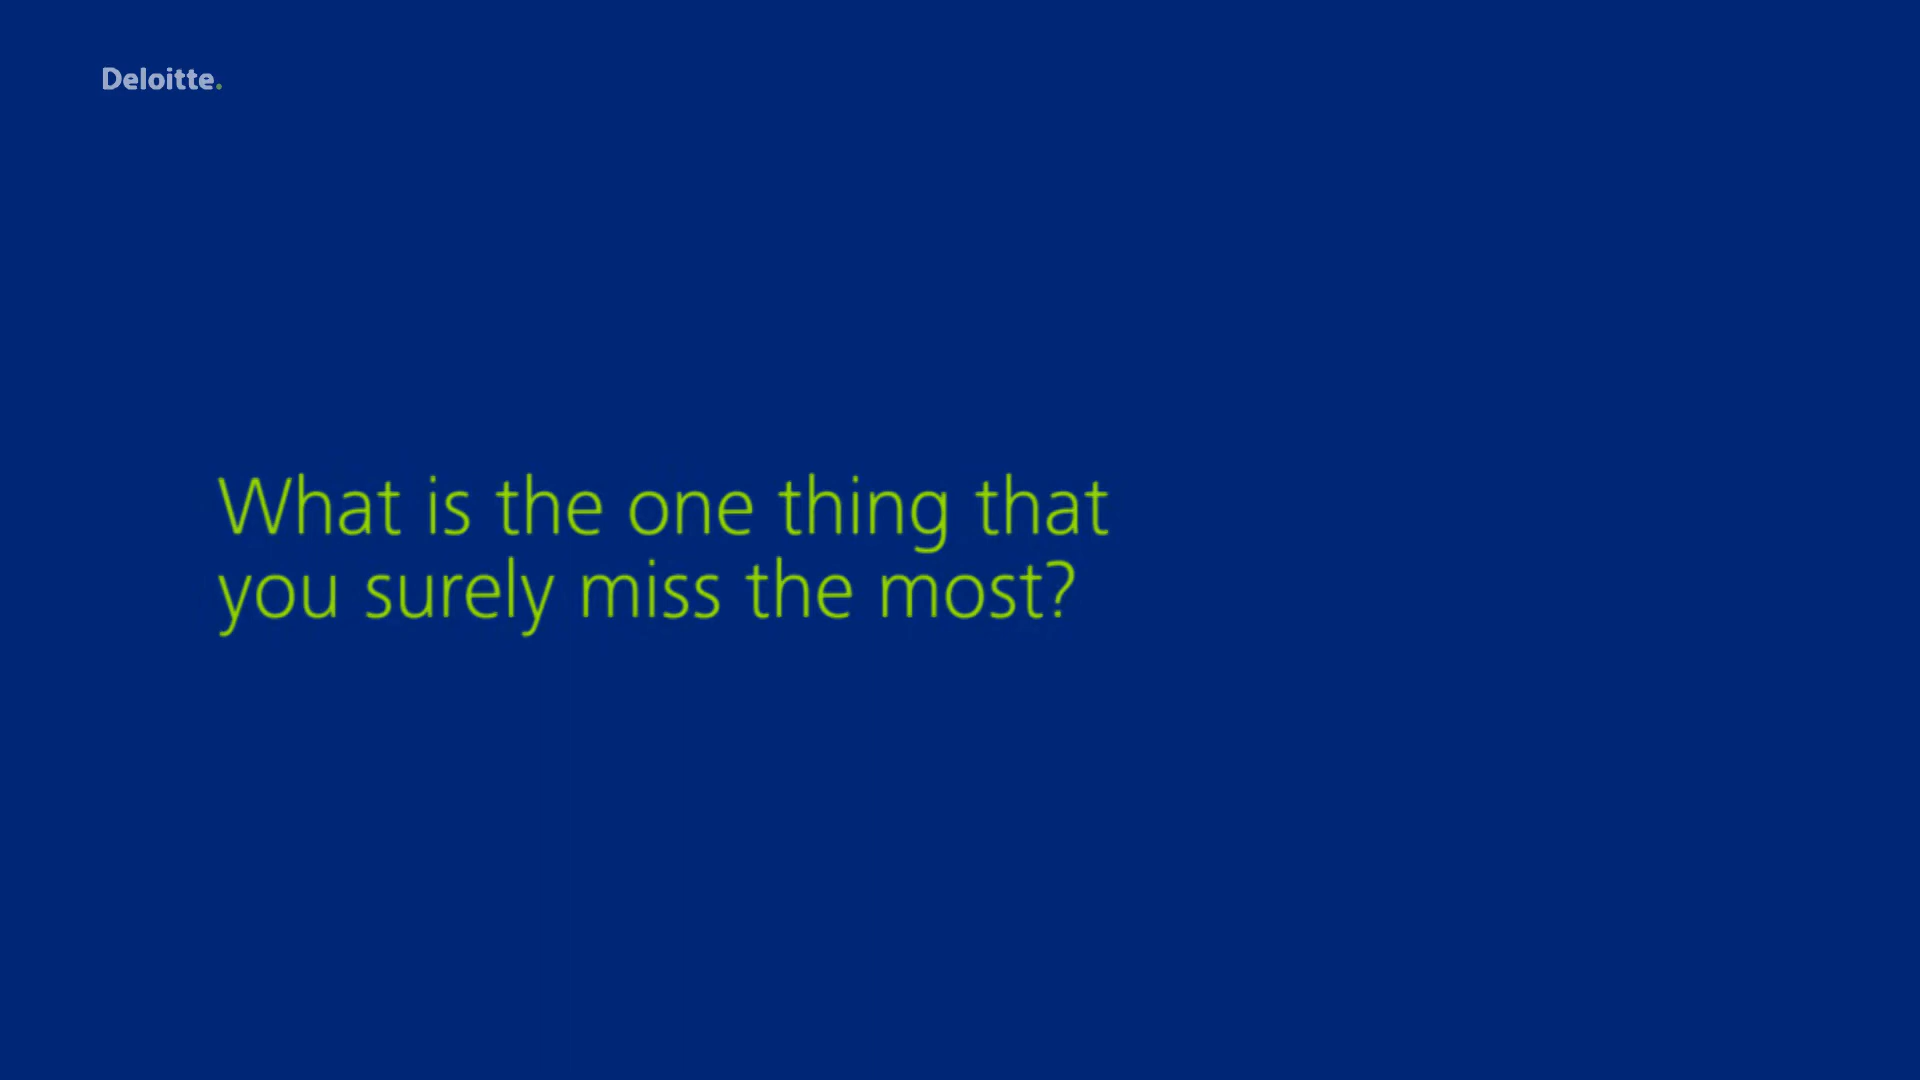 Deloitte.
What is the one thing that
you surely miss the most?